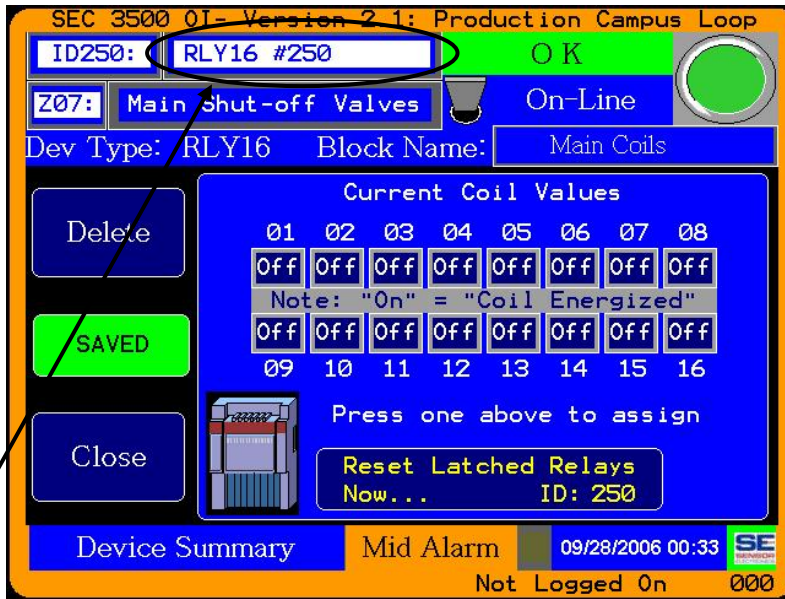 SEC 3500 OI- Version 2.1: Production Campus Loop
ID250: RLY16 #250 OK
Z07: Main Shut-off Valves On-Line
Dev Type: RLY16 Block Name: Main Coils
Current Coil Values
Delete 01 02 03 04 05 06 07 08
Off Off Off Off Off Off Off Off
Note: "On" = "Coil Energized"
SAVED Off Off Off Off Off Off Off Off
09 10 11 12 13 14 15 16
Press one above to assign
Close Reset Latched Relays
Now... ID: 250
Device Summary Mid Alarm 09/28/2006 00:33 SE
Not Logged On 000